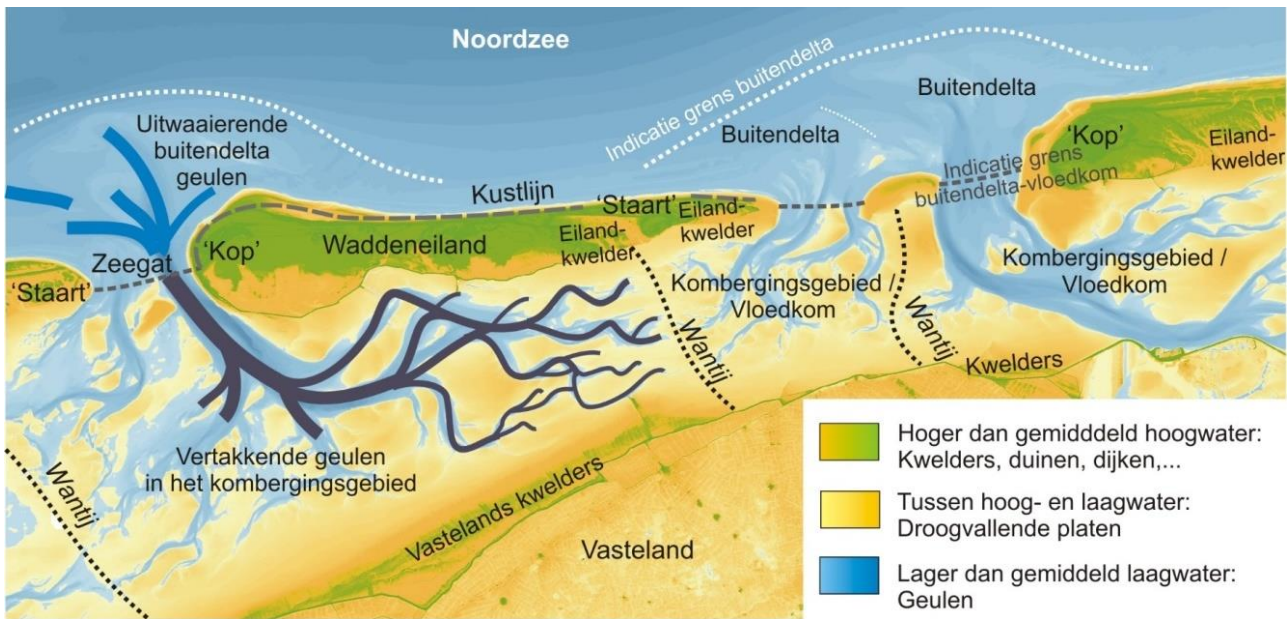 Noordzee
Uitwaaierende
buitendelta
geulen
Indicatie grens buitendelta
Buitendelta
Buitendelta
'Kop'
Eiland-
kwelder
Indicatie grens
buitendelta-vloedkom
Kustlijn
'Staart'
Eiland-
kwelder
Zeegat
'Kop'
Waddeneiland
Eiland-
kwelder
'Staart'
Kombergingsgebied /
Vloedkom
Kombergingsgebied /
Vloedkom
Wantij
Wantij
Kwelders
Vertakkende geulen
in het kombergingsgebied
Wantij
Vastelands kwelders
Vasteland
Hoger dan gemidddeld hoogwater:
Kwelders, duinen, dijken,...
Tussen hoog- en laagwater:
Droogvallende platen
Lager dan gemiddeld laagwater:
Geulen